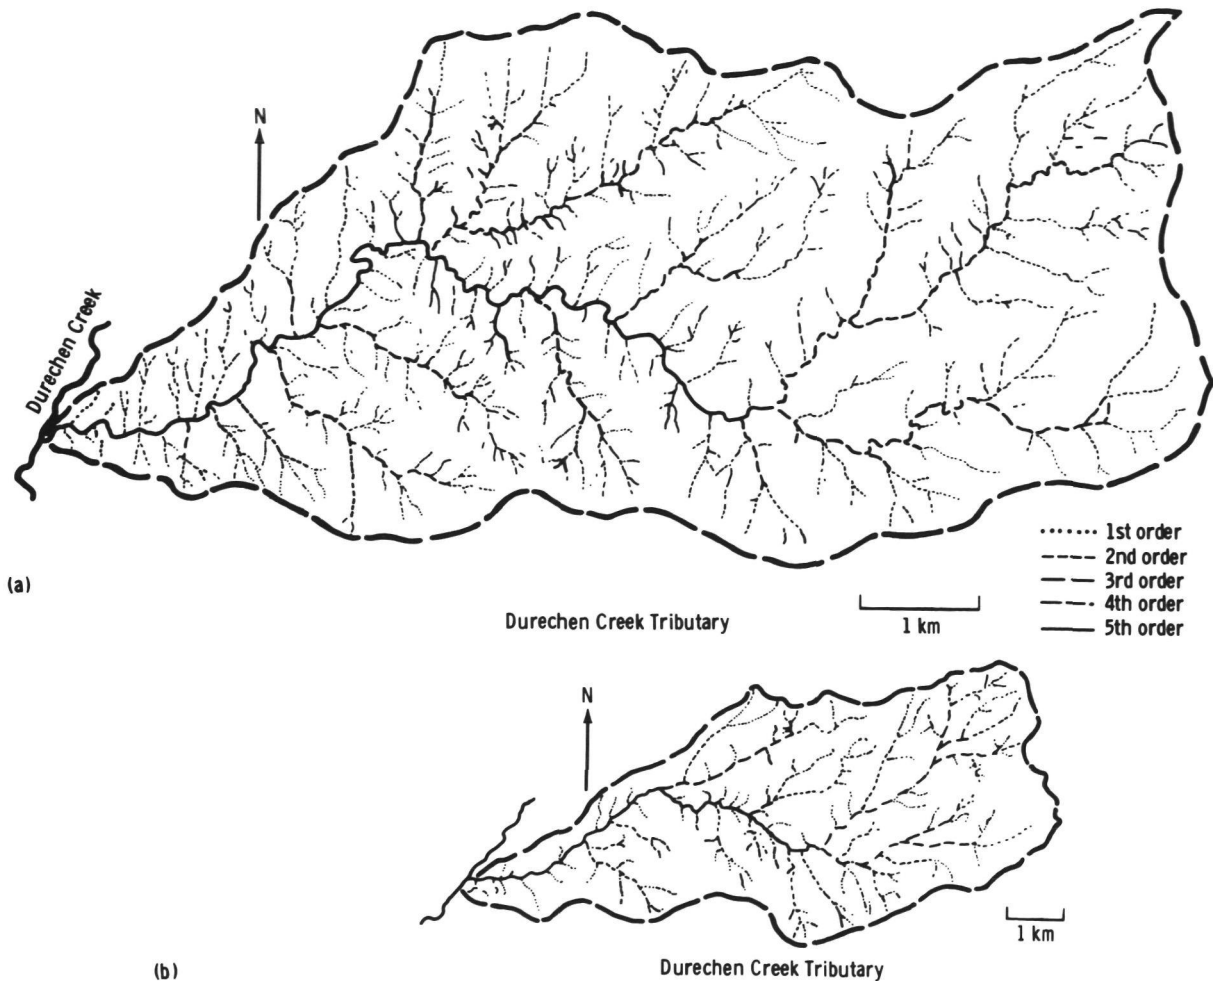 N
Durechen Creek
1st order
2nd order
3rd order
4th order
5th order
(a)
Durechen Creek Tributary
1 km
N
1 km
(b)
Durechen Creek Tributary